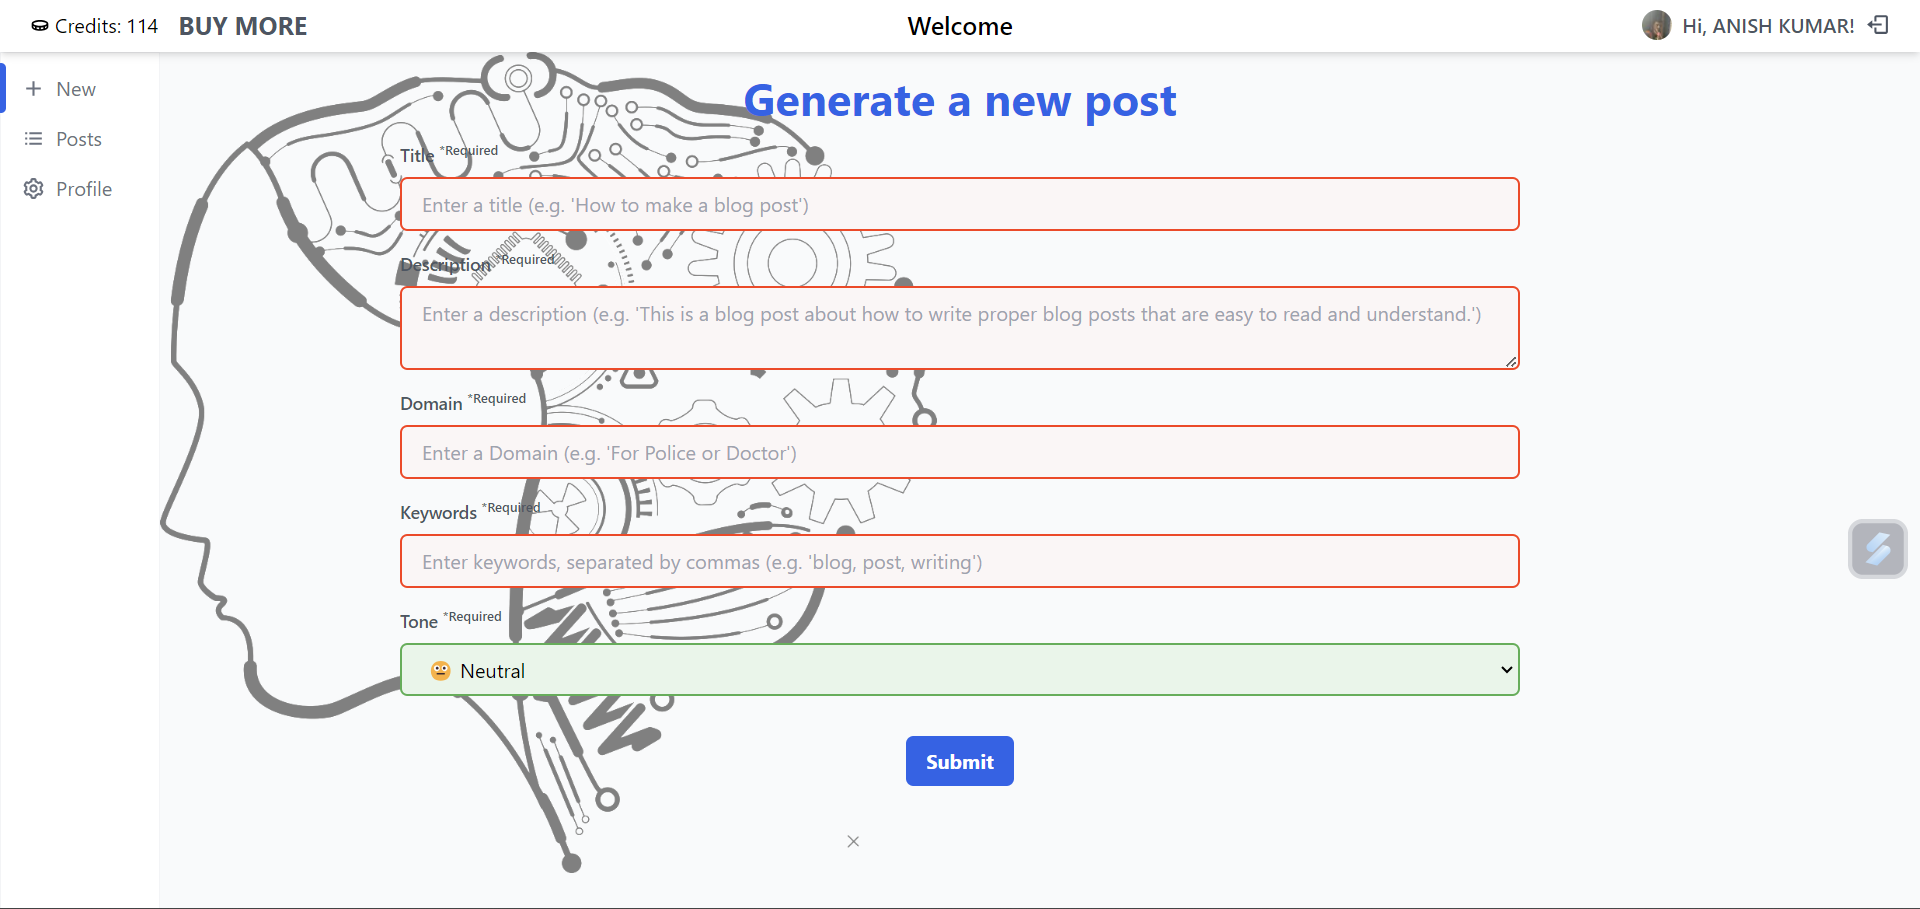 Credits: 114 BUY MORE Welcome Hi, ANISH KUMAR!
New
Posts
Profile
Generate a new post
Title *Required
Enter a title (e.g. 'How to make a blog post')
Description *Required
Enter a description (e.g. 'This is a blog post about how to write proper blog posts that are easy to read and understand.')
Domain *Required
Enter a Domain (e.g. 'For Police or Doctor')
Keywords *Required
Enter keywords, separated by commas (e.g. 'blog, post, writing')
Tone *Required
😐 Neutral
Submit